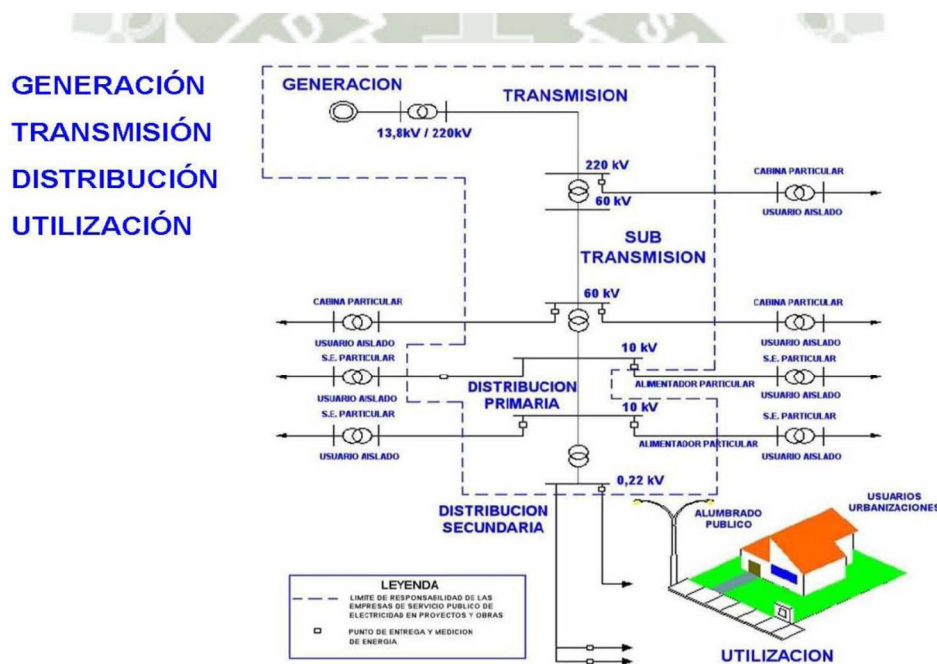 GENERACIÓN
TRANSMISIÓN
DISTRIBUCIÓN
UTILIZACIÓN
GENERACION
TRANSMISION
13,8kV / 220kV
220 kV
CABINA PARTICULAR
60 kV
USUARIO AISLADO
SUB
TRANSMISION
60 kV
CABINA PARTICULAR
CABINA PARTICULAR
USUARIO AISLADO
USUARIO AISLADO
S.E. PARTICULAR
10 kV
S.E. PARTICULAR
DISTRIBUCION
PRIMARIA
ALIMENTADOR PARTICULAR
USUARIO AISLADO
USUARIO AISLADO
S.E. PARTICULAR
10 kV
S.E. PARTICULAR
ALIMENTADOR PARTICULAR
USUARIO AISLADO
USUARIO AISLADO
0,22 kV
DISTRIBUCION
SECUNDARIA
ALUMBRADO
PUBLICO
USUARIOS
URBANIZACIONES
LEYENDA
LIMITE DE RESPONSABILIDAD DE LAS
EMPRESAS DE SERVICIO PUBLICO DE
ELECTRICIDAD EN PROYECTOS Y OBRAS
PUNTO DE ENTREGA Y MEDICION
DE ENERGIA
UTILIZACION